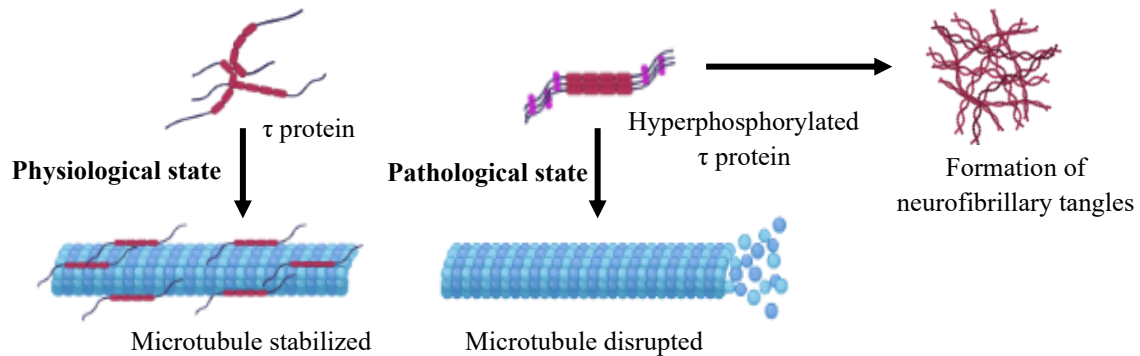 τ protein
Physiological state
Microtubule stabilized
Pathological state
Hyperphosphorylated
τ protein
Microtubule disrupted
Formation of
neurofibrillary tangles